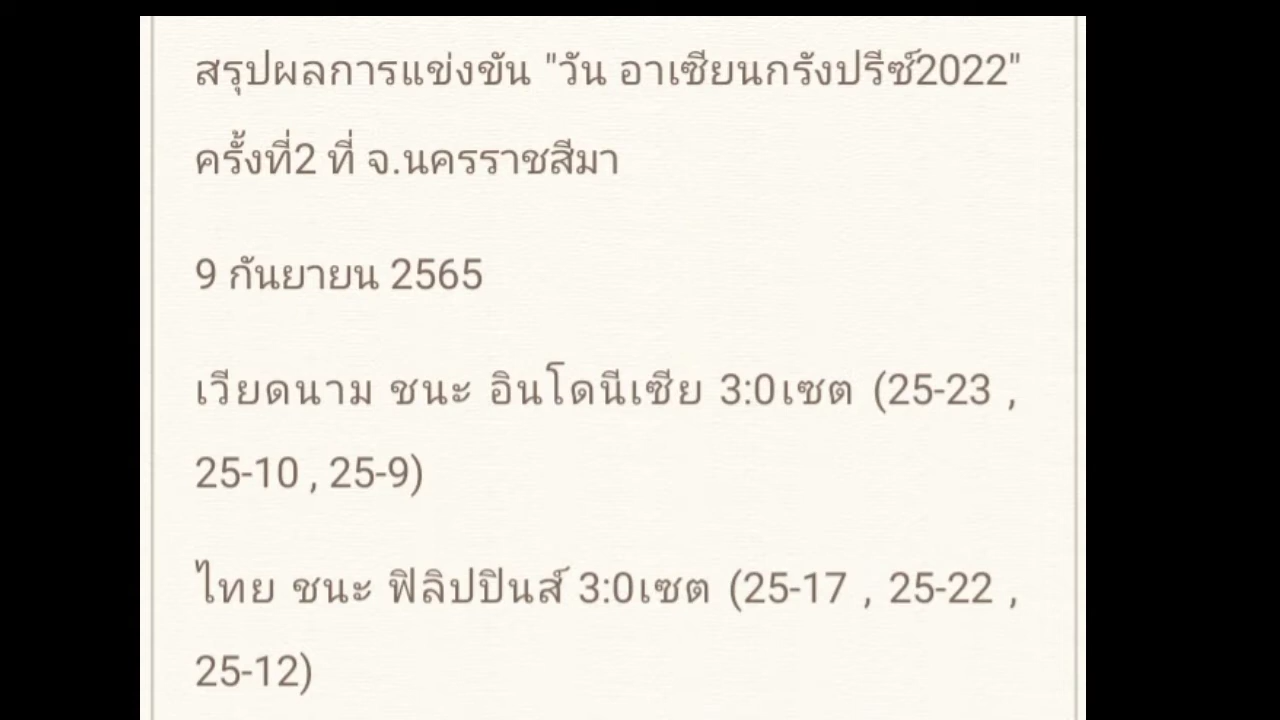 สรุปผลการแข่งขัน "วัน อาเซียนกรังปรีซ์2022"
ครั้งที่2 ที่ จ.นครราชสีมา
9 กันยายน 2565
เวียดนาม ชนะ อินโดนีเซีย 3:0เซต (25-23 ,
25-10 , 25-9)
ไทย ชนะ ฟิลิปปินส์ 3:0เซต (25-17 , 25-22 ,
25-12)